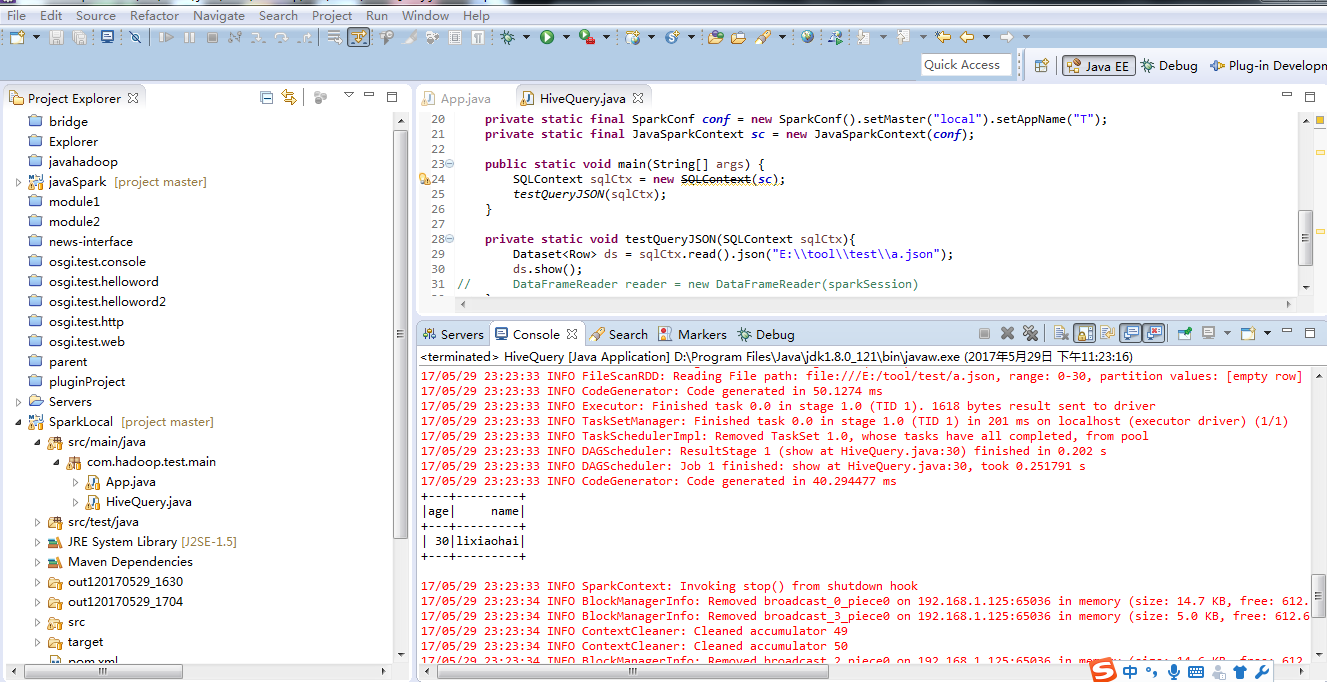 File Edit Source Refactor Navigate Search Project Run Window Help
Quick Access
Java EE
Debug
Plug-in Developm
Project Explorer
bridge
Explorer
javahadoop
javaSpark [project master]
module1
module2
news-interface
osgi.test.console
osgi.test.helloword
osgi.test.helloword2
osgi.test.http
osgi.test.web
parent
pluginProject
Servers
SparkLocal [project master]
src/main/java
com.hadoop.test.main
App.java
HiveQuery.java
src/test/java
JRE System Library [J2SE-1.5]
Maven Dependencies
out120170529_1630
out120170529_1704
src
target
pom.xml
App.java
HiveQuery.java
20 private static final SparkConf conf = new SparkConf().setMaster("local").setAppName("T");
21 private static final JavaSparkContext sc = new JavaSparkContext(conf);
22
23 public static void main(String[] args) {
24 SQLContext sqlCtx = new SQLContext(sc);
25 testQueryJSON(sqlCtx);
26 }
27
28 private static void testQueryJSON(SQLContext sqlCtx){
29 Dataset<Row> ds = sqlCtx.read().json("E:\\tool\\test\\a.json");
30 ds.show();
31 // DataFrameReader reader = new DataFrameReader(sparkSession)
Servers Console Search Markers Debug
<terminated> HiveQuery [Java Application] D:\Program Files\Java\jdk1.8.0_121\bin\javaw.exe (2017年5月29日 下午11:23:16)
17/05/29 23:23:33 INFO FileScanRDD: Reading File path: file:///E:/tool/test/a.json, range: 0-30, partition values: [empty row]
17/05/29 23:23:33 INFO CodeGenerator: Code generated in 50.1274 ms
17/05/29 23:23:33 INFO Executor: Finished task 0.0 in stage 1.0 (TID 1). 1618 bytes result sent to driver
17/05/29 23:23:33 INFO TaskSetManager: Finished task 0.0 in stage 1.0 (TID 1) in 201 ms on localhost (executor driver) (1/1)
17/05/29 23:23:33 INFO TaskSchedulerImpl: Removed TaskSet 1.0, whose tasks have all completed, from pool
17/05/29 23:23:33 INFO DAGScheduler: ResultStage 1 (show at HiveQuery.java:30) finished in 0.202 s
17/05/29 23:23:33 INFO DAGScheduler: Job 1 finished: show at HiveQuery.java:30, took 0.251791 s
17/05/29 23:23:33 INFO CodeGenerator: Code generated in 40.294477 ms
+---+---------+
|age|     name|
+---+---------+
| 30|lixiaohai|
+---+---------+
17/05/29 23:23:33 INFO SparkContext: Invoking stop() from shutdown hook
17/05/29 23:23:34 INFO BlockManagerInfo: Removed broadcast_0_piece0 on 192.168.1.125:65036 in memory (size: 14.7 KB, free: 612.
17/05/29 23:23:34 INFO BlockManagerInfo: Removed broadcast_3_piece0 on 192.168.1.125:65036 in memory (size: 5.0 KB, free: 612.6
17/05/29 23:23:34 INFO ContextCleaner: Cleaned accumulator 49
17/05/29 23:23:34 INFO ContextCleaner: Cleaned accumulator 50
17/05/29 23:23:34 INFO BlockManagerInfo: Removed broadcast_2_piece0 on 192.168.1.125:65036 in memory (size: 14.6 KB, free: 612.
中